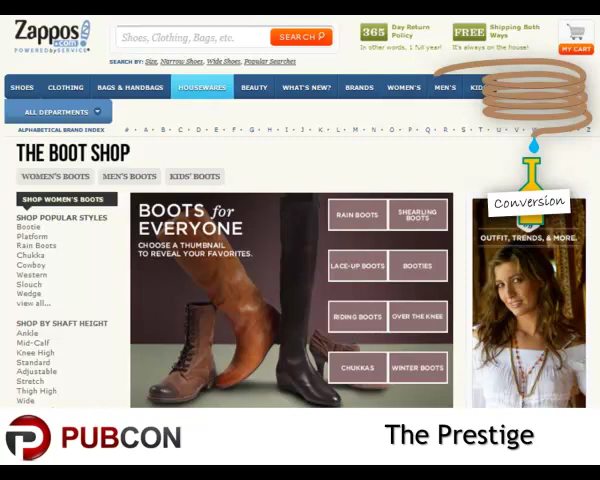 Zappos
.com
POWERED by SERVICE
Shoes, Clothing, Bags, etc.
SEARCH
SEARCH BY: Size, Narrow Shoes, Wide Shoes, Popular Searches
365 Day Return Policy
In other words, 1 full year!
FREE Shipping Both Ways
It's always on the house!
MY CART
SHOES CLOTHING BAGS & HANDBAGS HOUSEWARES BEAUTY WHAT'S NEW? BRANDS WOMEN'S MEN'S KID
ALL DEPARTMENTS
ALPHABETICAL BRAND INDEX # A B C D E F G H I J K L M N O P Q R S T U V W Z
THE BOOT SHOP
WOMEN'S BOOTS MEN'S BOOTS KIDS' BOOTS
SHOP WOMEN'S BOOTS
SHOP POPULAR STYLES
Bootie
Platform
Rain Boots
Chukka
Cowboy
Western
Slouch
Wedge
view all...
SHOP BY SHAFT HEIGHT
Ankle
Mid-Calf
Knee High
Standard
Adjustable
Stretch
Thigh High
Wide
BOOTS for
EVERYONE
CHOOSE A THUMBNAIL
TO REVEAL YOUR FAVORITES.
RAIN BOOTS
SHEARLING BOOTS
LACE-UP BOOTS
BOOTIES
RIDING BOOTS
OVER THE KNEE
CHUKKAS
WINTER BOOTS
Conversion
OUTFIT, TRENDS, & MORE.
PUBCON
The Prestige